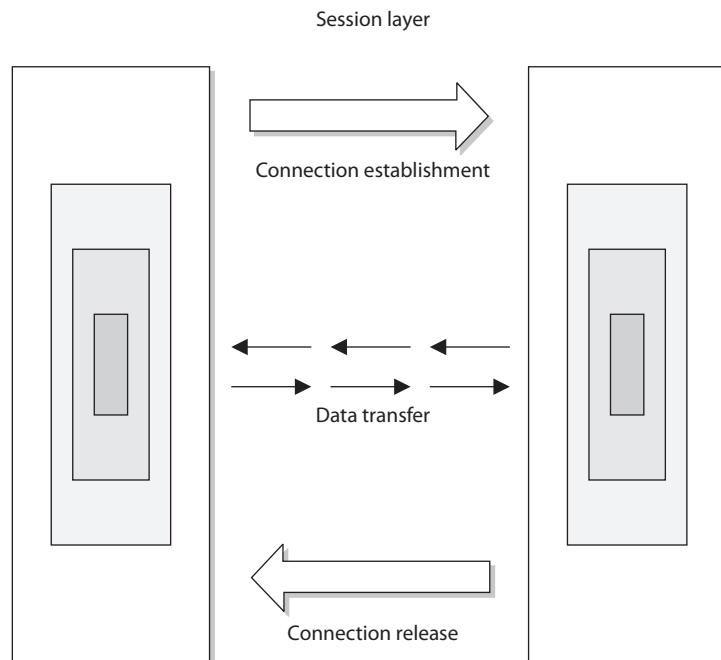 Session layer
Connection establishment
Data transfer
Connection release